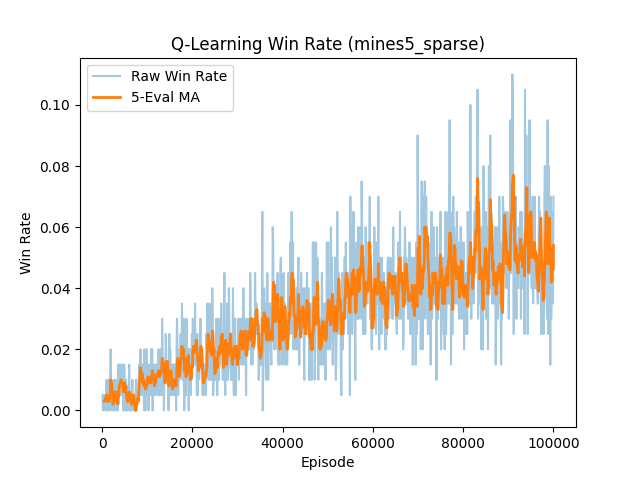 Q-Learning Win Rate (mines5_sparse)
Raw Win Rate
5-Eval MA
0.10
0.08
0.06
0.04
0.02
0.00
Win Rate
0 20000 40000 60000 80000 100000
Episode